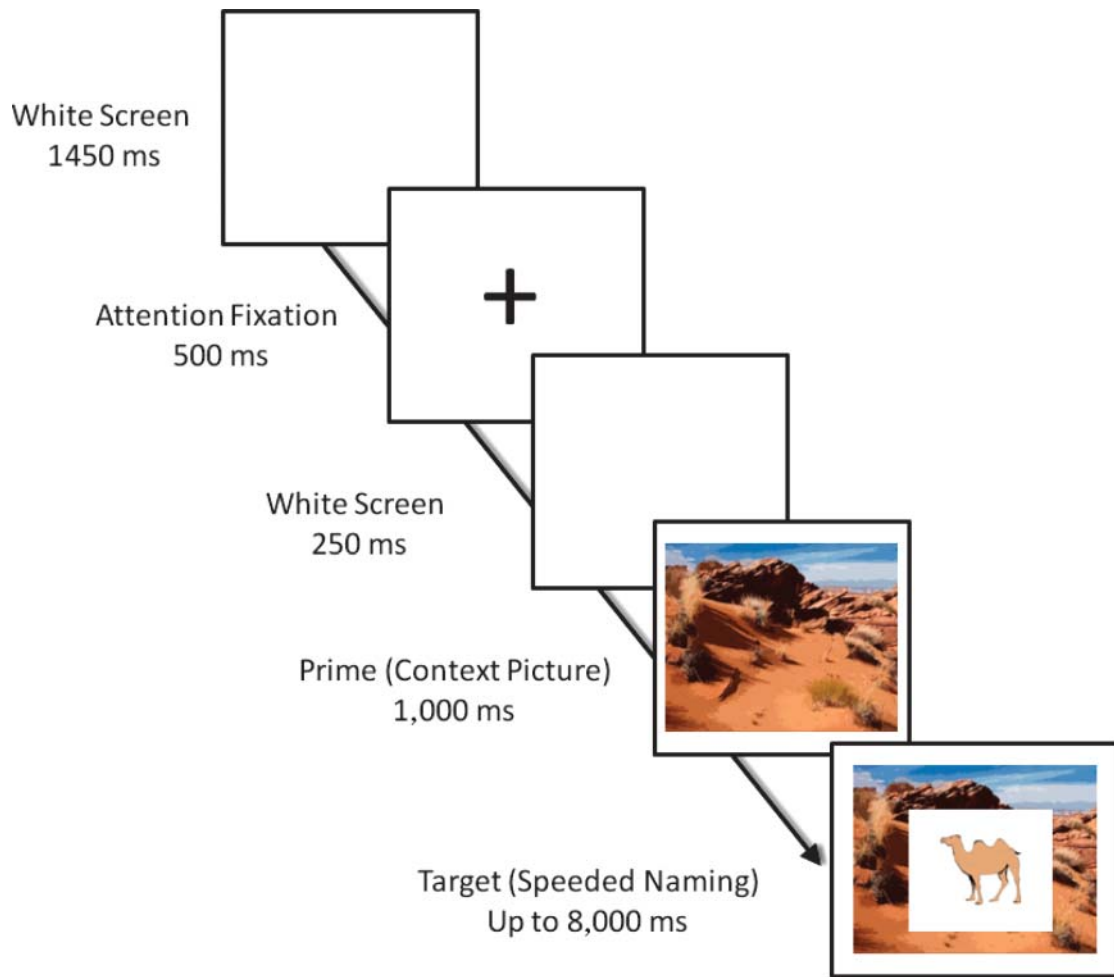 White Screen
1450 ms
Attention Fixation
500 ms
White Screen
250 ms
Prime (Context Picture)
1,000 ms
Target (Speeded Naming)
Up to 8,000 ms